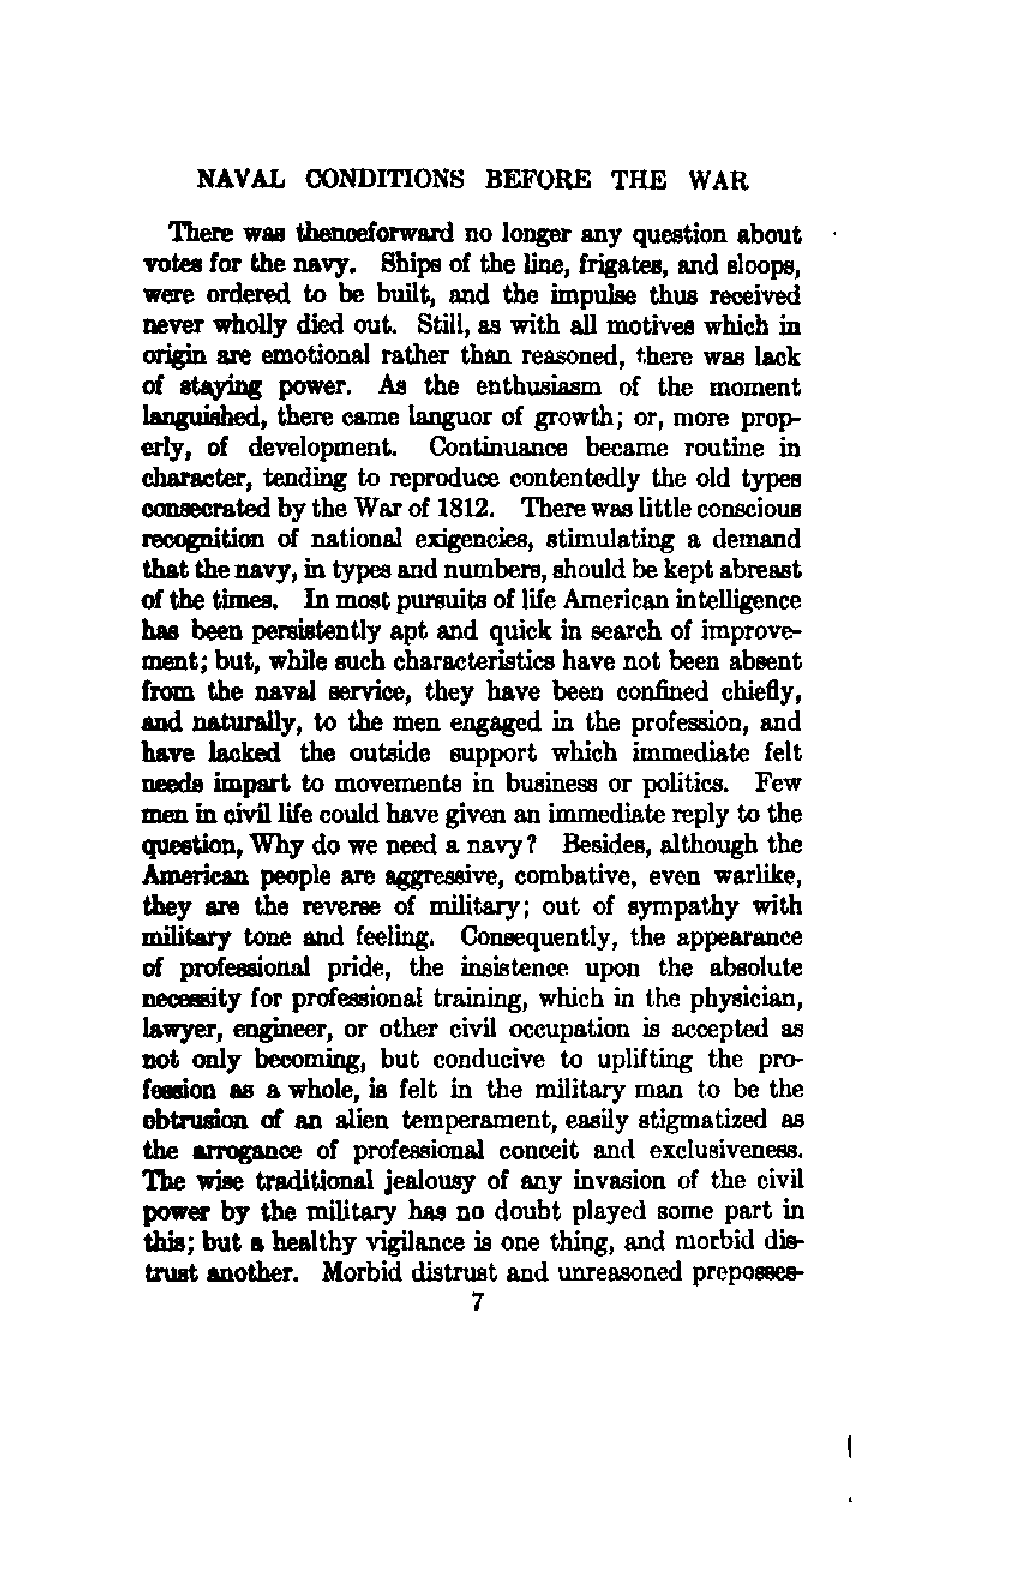 NAVAL CONDITIONS BEFORE THE WAR
There was thenceforward no longer any question about
votes for the navy. Ships of the line, frigates, and sloops,
were ordered to be built, and the impulse thus received
never wholly died out. Still, as with all motives which in
origin are emotional rather than reasoned, there was lack
of staying power. As the enthusiasm of the moment
languished, there came languor of growth; or, more prop-
erly, of development. Continuance became routine in
character, tending to reproduce contentedly the old types
consecrated by the War of 1812. There was little conscious
recognition of national exigencies, stimulating a demand
that the navy, in types and numbers, should be kept abreast
of the times. In most pursuits of life American intelligence
has been persistently apt and quick in search of improve-
ment; but, while such characteristics have not been absent
from the naval service, they have been confined chiefly,
and naturally, to the men engaged in the profession, and
have lacked the outside support which immediate felt
needs impart to movements in business or politics. Few
men in civil life could have given an immediate reply to the
question, Why do we need a navy? Besides, although the
American people are aggressive, combative, even warlike,
they are the reverse of military; out of sympathy with
military tone and feeling. Consequently, the appearance
of professional pride, the insistence upon the absolute
necessity for professional training, which in the physician,
lawyer, engineer, or other civil occupation is accepted as
not only becoming, but conducive to uplifting the pro-
fession as a whole, is felt in the military man to be the
obtrusion of an alien temperament, easily stigmatized as
the arrogance of professional conceit and exclusiveness.
The wise traditional jealousy of any invasion of the civil
power by the military has no doubt played some part in
this; but a healthy vigilance is one thing, and morbid dis-
trust another. Morbid distrust and unreasoned preposses-
7